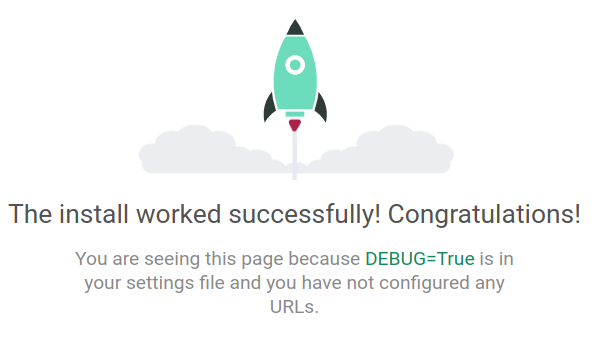 The install worked successfully! Congratulations!
You are seeing this page because DEBUG=True is in
your settings file and you have not configured any
URLs.